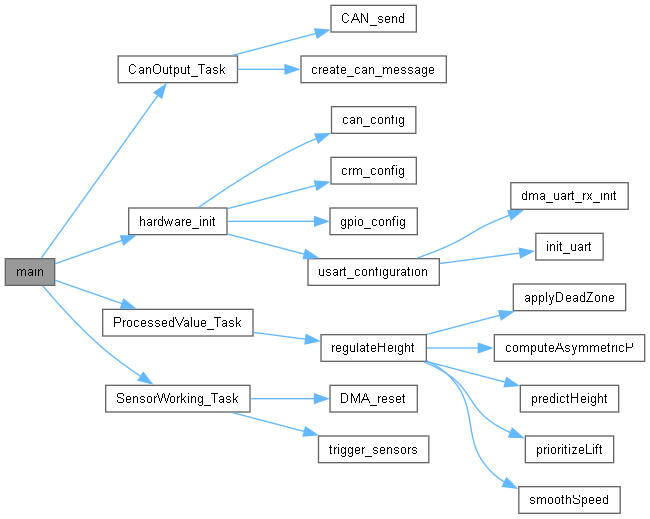 main
CanOutput_Task
CAN_send
create_can_message
hardware_init
can_config
crm_config
gpio_config
usart_configuration
dma_uart_rx_init
init_uart
ProcessedValue_Task
regulateHeight
applyDeadZone
computeAsymmetricP
predictHeight
prioritizeLift
smoothSpeed
SensorWorking_Task
DMA_reset
trigger_sensors